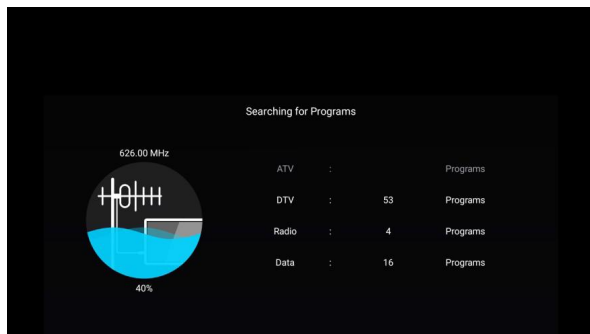 Searching for Programs
626.00 MHz
ATV : Programs
DTV : 53 Programs
Radio : 4 Programs
Data : 16 Programs
40%